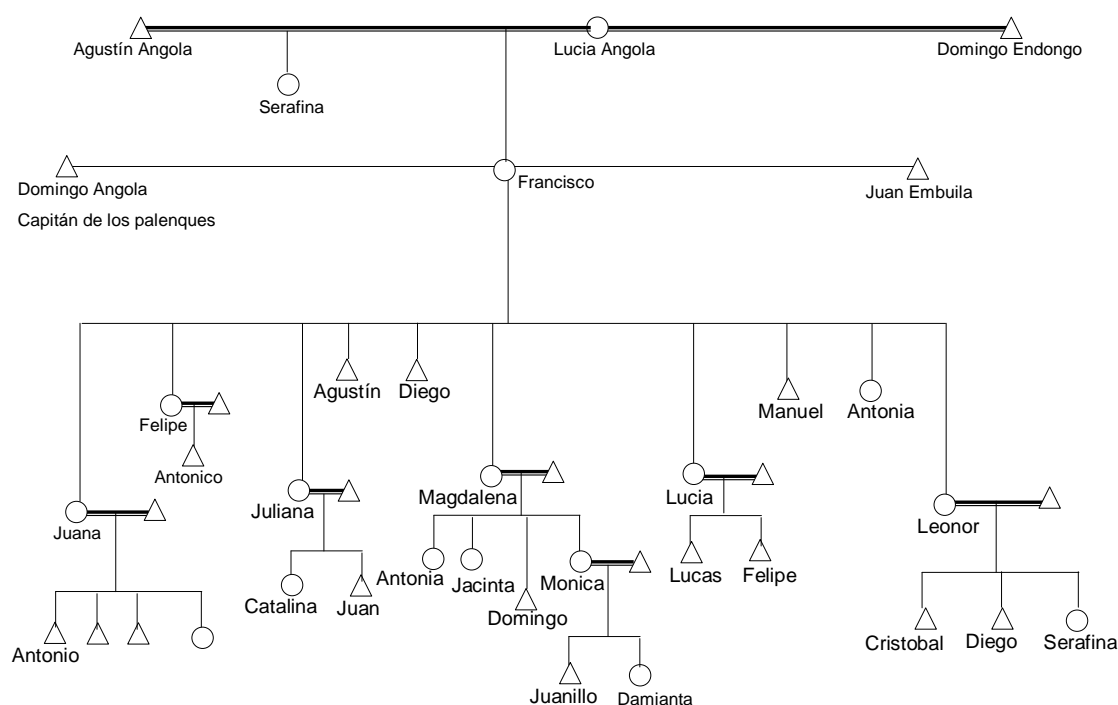 Agustín Angola
Lucia Angola
Domingo Endongo
Serafina
Domingo Angola
Capitán de los palenques
Francisco
Juan Embuila
Agustín
Diego
Manuel
Antonia
Felipe
Antonico
Juana
Juliana
Magdalena
Lucia
Leonor
Antonio
Catalina
Juan
Antonia
Jacinta
Domingo
Monica
Lucas
Felipe
Cristobal
Diego
Serafina
Juanillo
Damianta